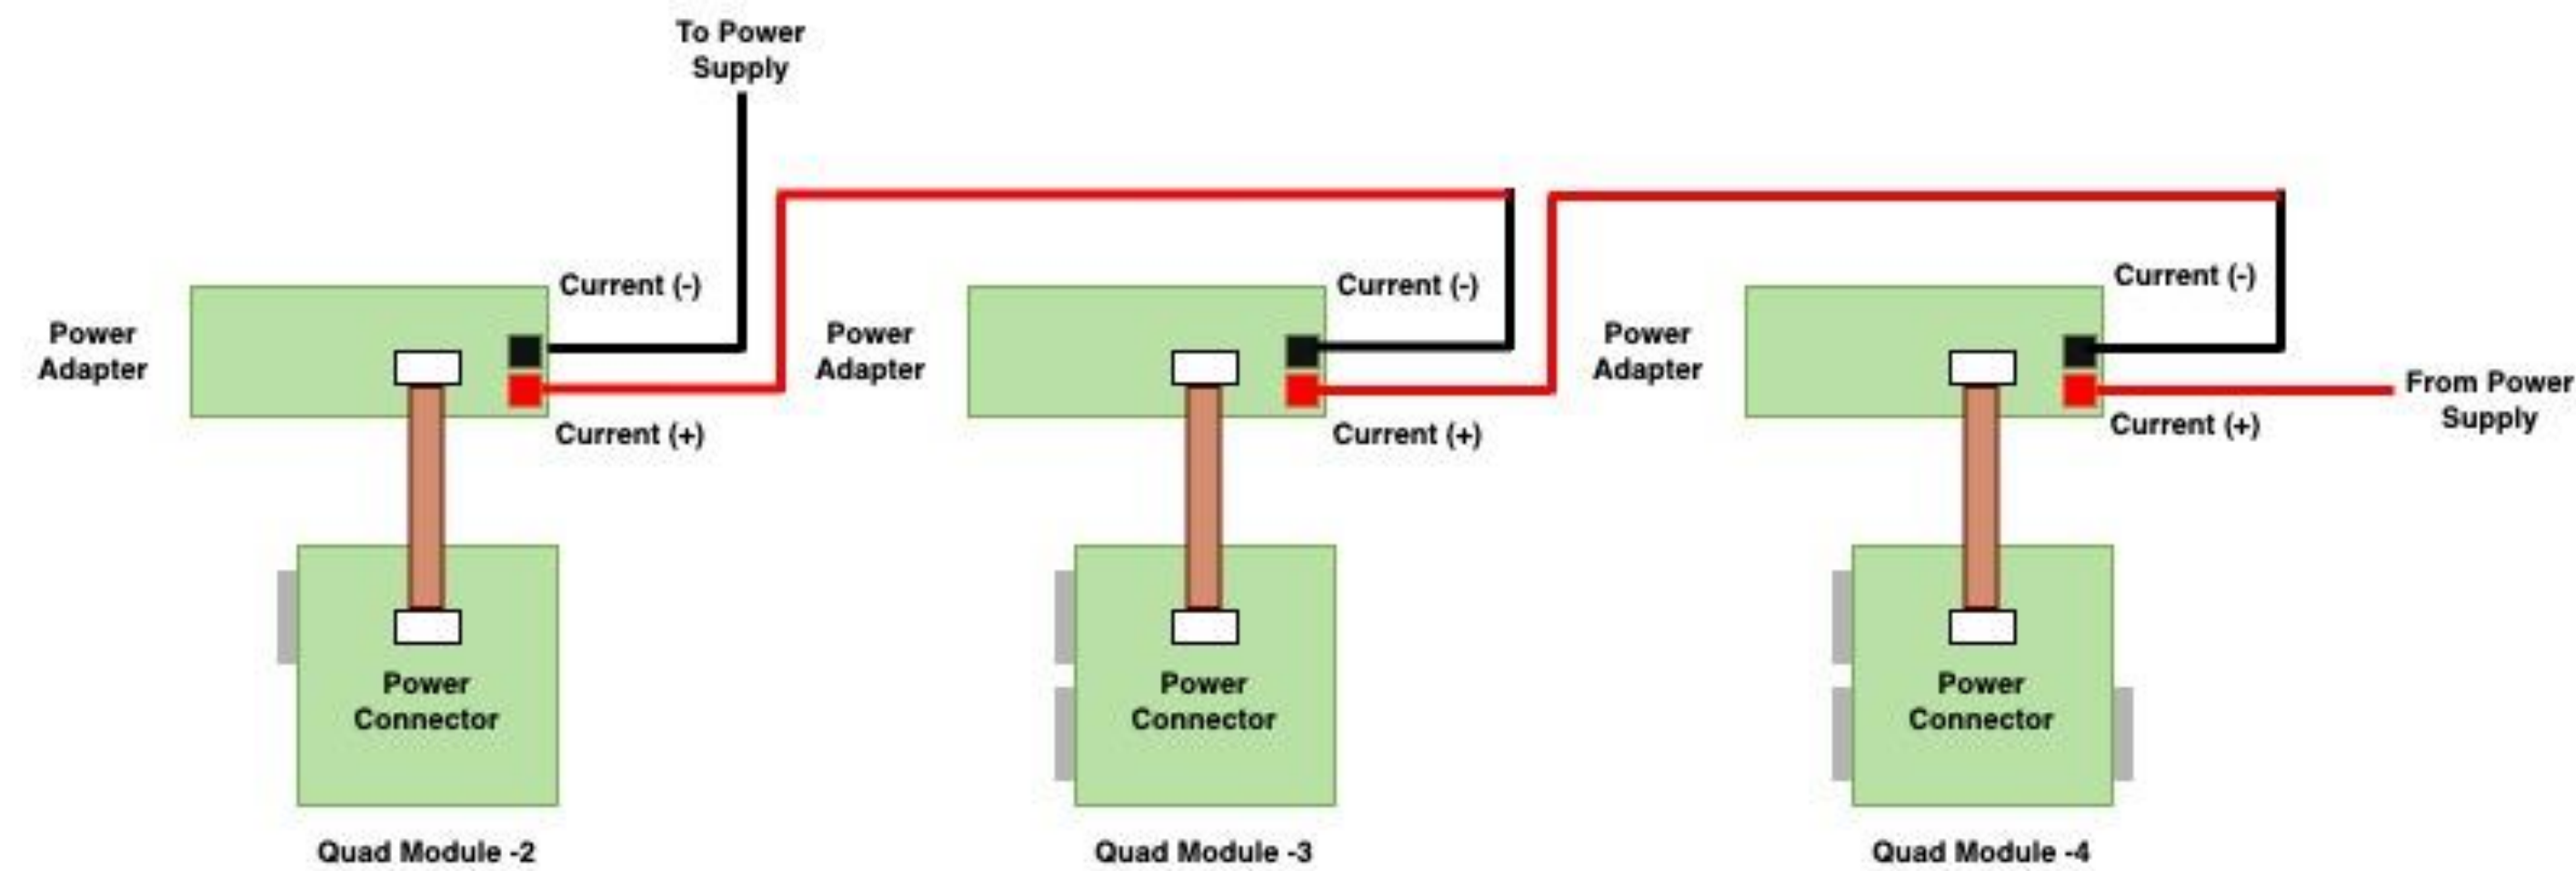 To Power
Supply
Current (-)
Current (-)
Current (-)
Power
Adapter
Power
Adapter
Power
Adapter
From Power
Supply
Current (+)
Current (+)
Current (+)
Power
Connector
Power
Connector
Power
Connector
Quad Module -2
Quad Module -3
Quad Module -4